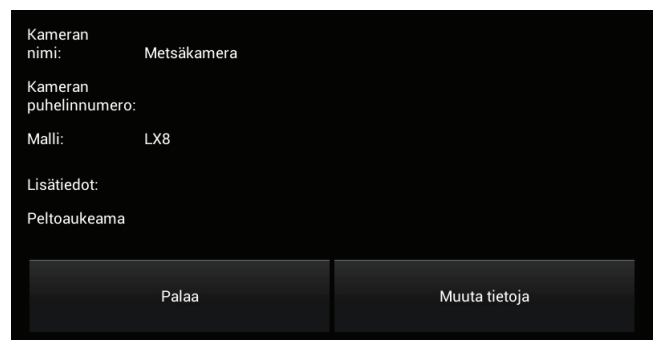 Kameran
nimi: Metsäkamera
Kameran
puhelinnumero:
Malli: LX8
Lisätiedot:
Peltoaukeama
Palaa Muuta tietoja